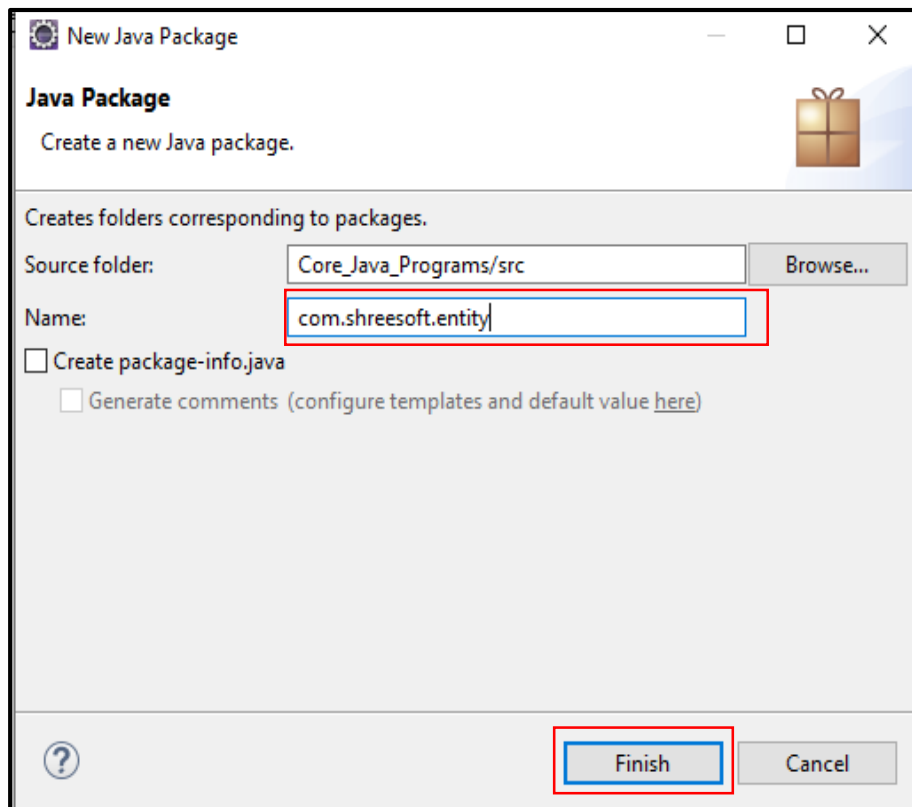 New Java Package
Java Package
Create a new Java package.
Creates folders corresponding to packages.
Source folder: Core_Java_Programs/src Browse...
Name: com.shreesoft.entity
Create package-info.java
Generate comments (configure templates and default value here)
? Finish Cancel